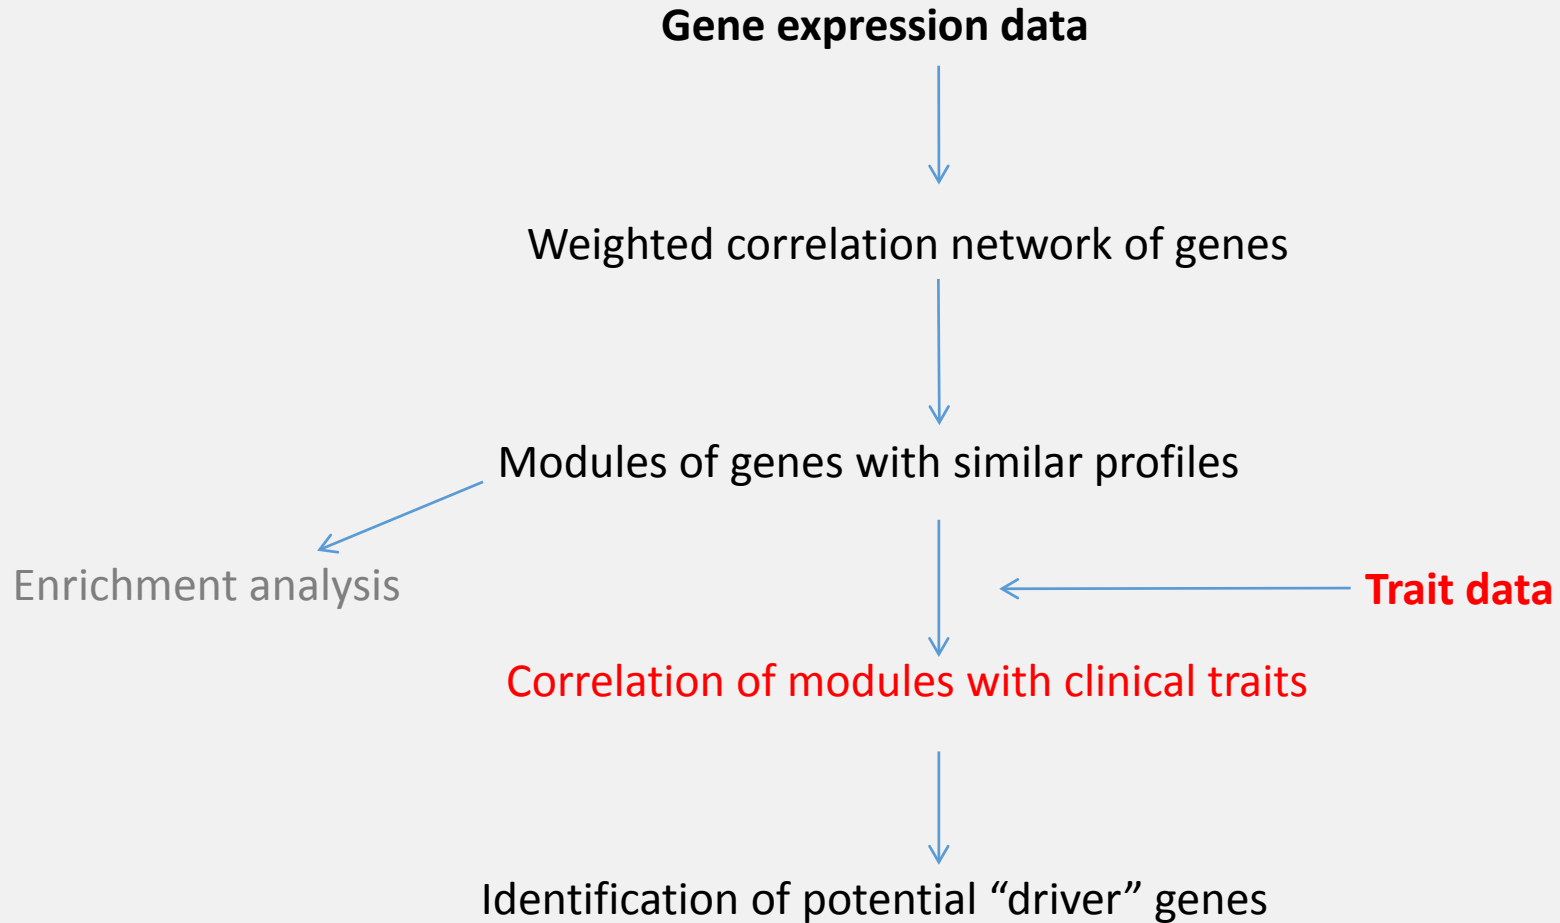 Gene expression data
Weighted correlation network of genes
Modules of genes with similar profiles
Enrichment analysis
Trait data
Correlation of modules with clinical traits
Identification of potential “driver” genes